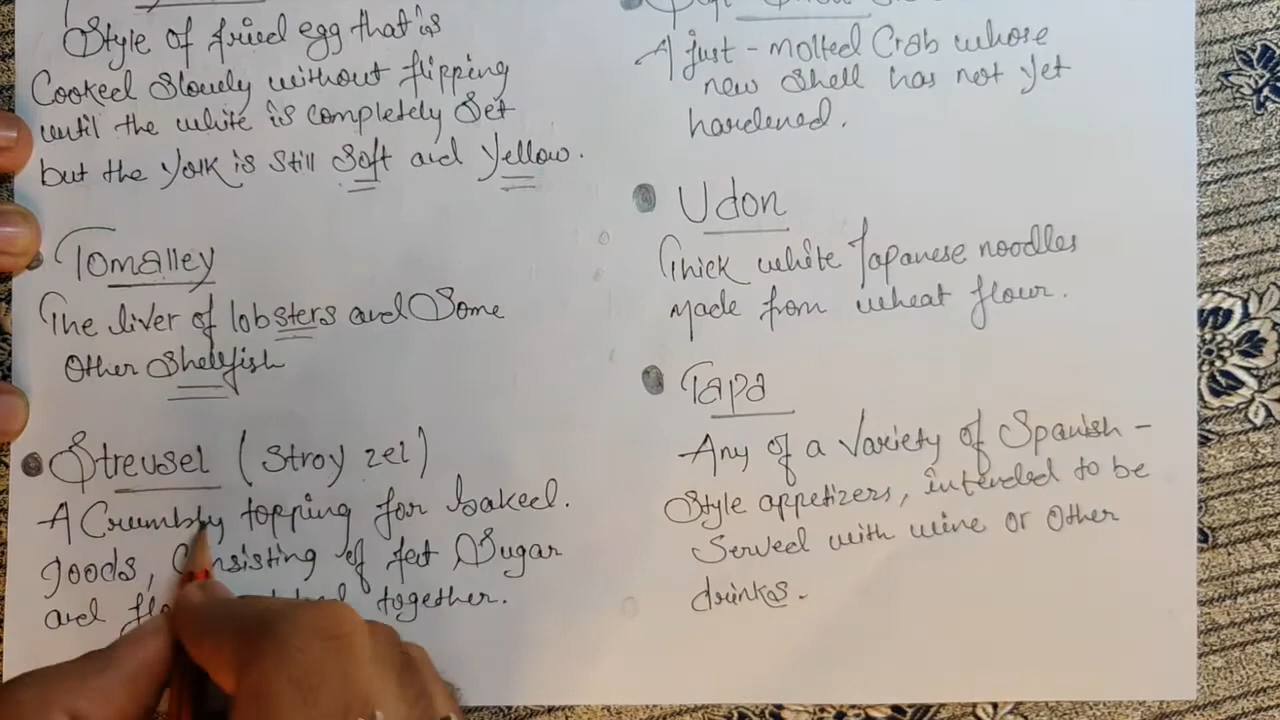 Style of fried egg that is
Cooked Slowly without flipping
until the white is completely Set
but the yolk is still Soft and Yellow.
Tomalley
The liver of lobsters and Some
Other Shellfish
Streusel (Stroy zel)
A Crumbly topping for baked.
goods, Consisting of fat Sugar
and together.
A just - molted Crab whose
new Shell has not yet
hardened.
Udon
Thick white Japanese noodles
made from wheat flour.
Tapa
Any of a Variety of Spanish -
Style appetizers, intended to be
Served with wine or other
drinks.